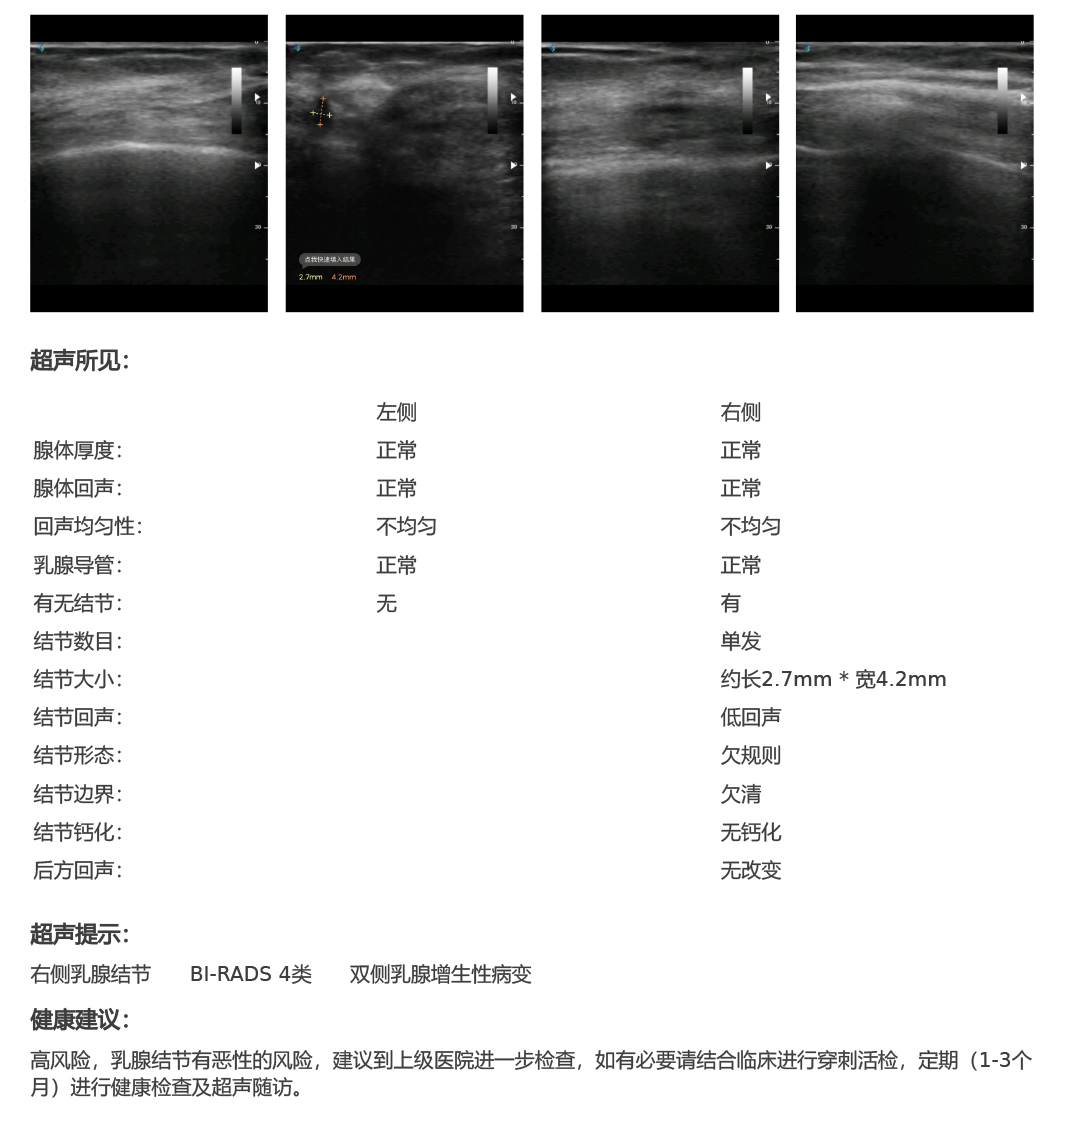 点我快速填入结果
2.7mm 4.2mm
超声所见：
左侧 右侧
腺体厚度： 正常 正常
腺体回声： 正常 正常
回声均匀性： 不均匀 不均匀
乳腺导管： 正常 正常
有无结节： 无 有
结节数目： 单发
结节大小： 约长2.7mm * 宽4.2mm
结节回声： 低回声
结节形态： 欠规则
结节边界： 欠清
结节钙化： 无钙化
后方回声： 无改变
超声提示：
右侧乳腺结节 BI-RADS 4类 双侧乳腺增生性病变
健康建议：
高风险，乳腺结节有恶性的风险，建议到上级医院进一步检查，如有必要请结合临床进行穿刺活检，定期（1-3个
月）进行健康检查及超声随访。